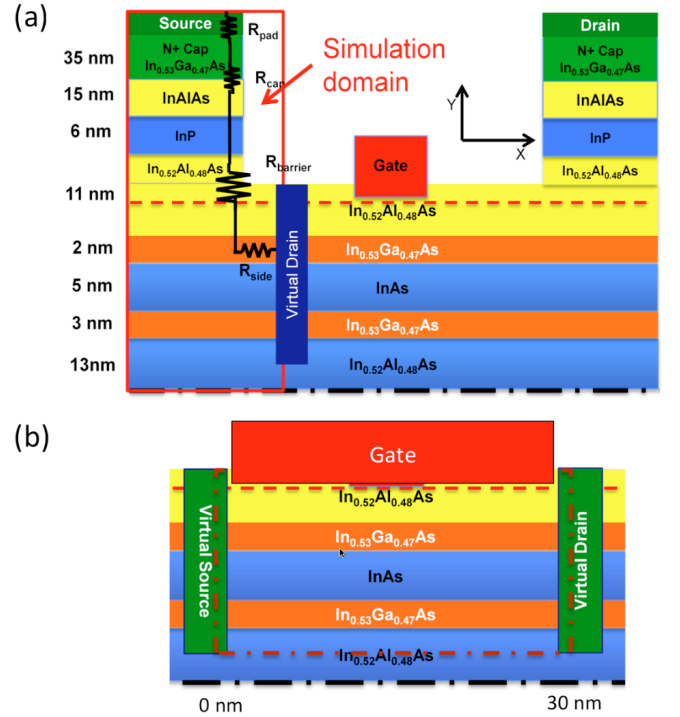 (a)
Source
Drain
R_pad
N+ Cap
In₀.₅₃Ga₀.₄₇As
N+ Cap
In₀.₅₃Ga₀.₄₇As
35 nm
R_cap
Simulation
domain
15 nm
InAlAs
InAlAs
Y
X
6 nm
InP
InP
In₀.₅₂Al₀.₄₈As
R_barrier
Gate
In₀.₅₂Al₀.₄₈As
11 nm
In₀.₅₂Al₀.₄₈As
2 nm
In₀.₅₃Ga₀.₄₇As
R_side
Virtual Drain
5 nm
InAs
3 nm
In₀.₅₃Ga₀.₄₇As
13nm
In₀.₅₂Al₀.₄₈As
(b)
Gate
In₀.₅₂Al₀.₄₈As
Virtual Source
In₀.₅₃Ga₀.₄₇As
Virtual Drain
InAs
In₀.₅₃Ga₀.₄₇As
In₀.₅₂Al₀.₄₈As
0 nm
30 nm